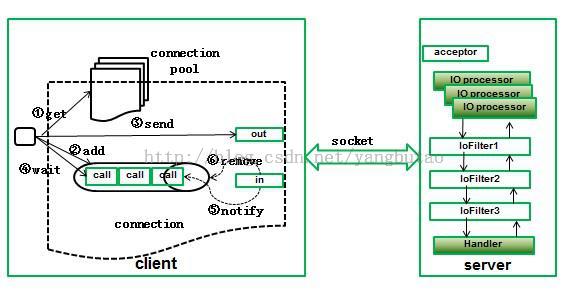 connection
pool
①get
③send
out
②add
④wait
⑥remove
call
call
call
in
⑤notify
connection
client
socket
http://blog.csdn.net/yangbutao
acceptor
IO processor
IO processor
IO processor
IoFilter1
IoFilter2
IoFilter3
Handler
server